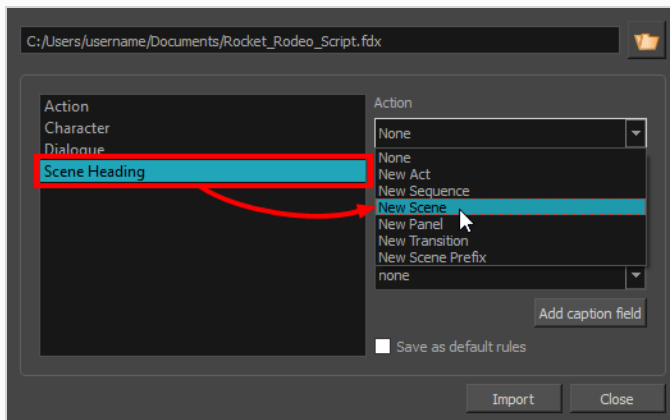 C:/Users/username/Documents/Rocket_Rodeo_Script.fdx
Action
Character
Dialogue
Scene Heading
Action
None
None
New Act
New Sequence
New Scene
New Panel
New Transition
New Scene Prefix
none
Add caption field
Save as default rules
Import
Close